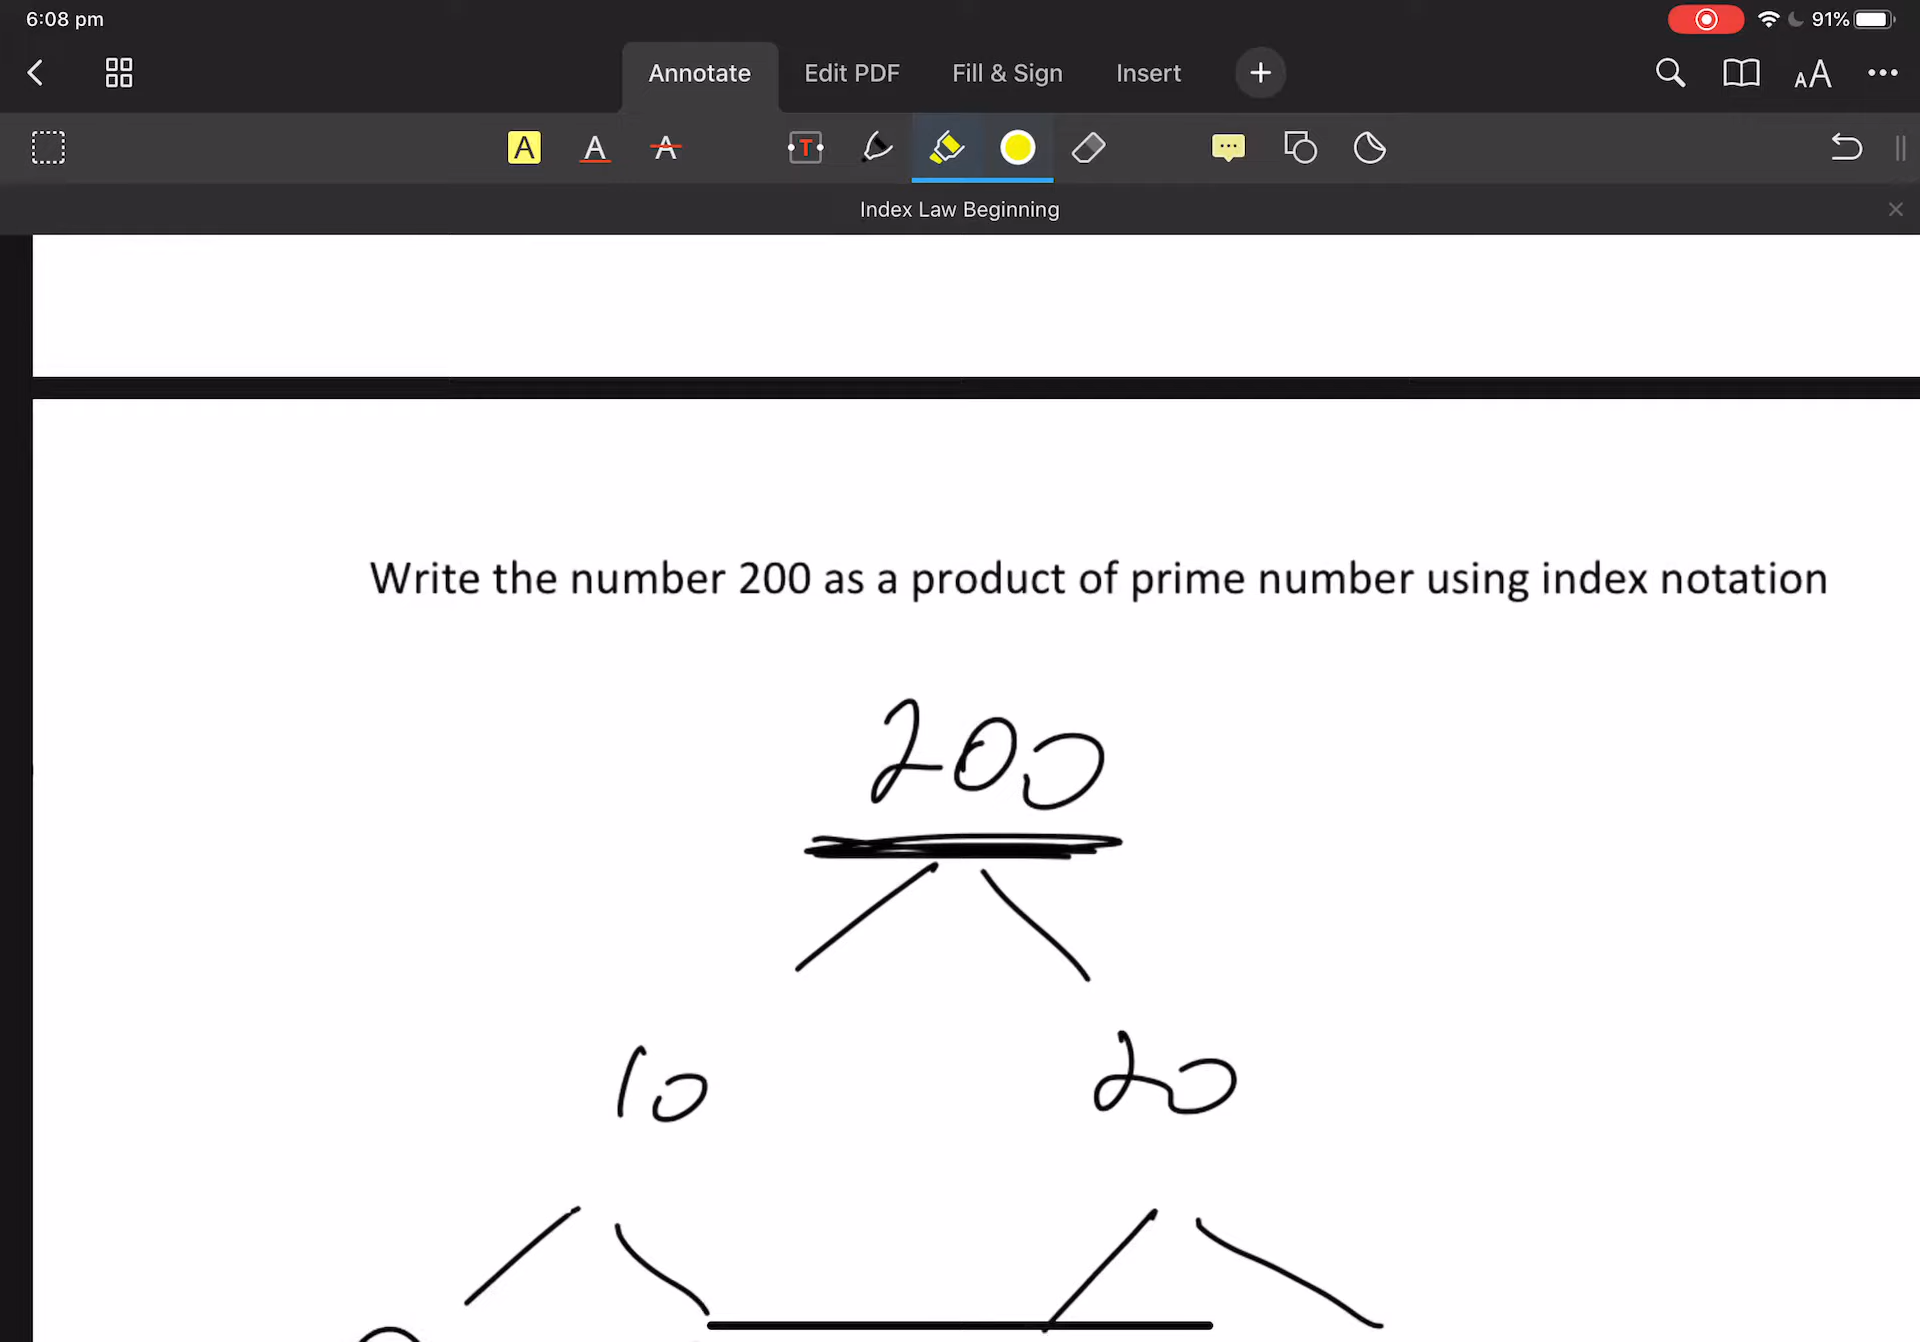 6:08 pm
91%
Annotate
Edit PDF
Fill & Sign
Insert
AA
A
A
A
T
Index Law Beginning
Write the number 200 as a product of prime number using index notation
200
10 20